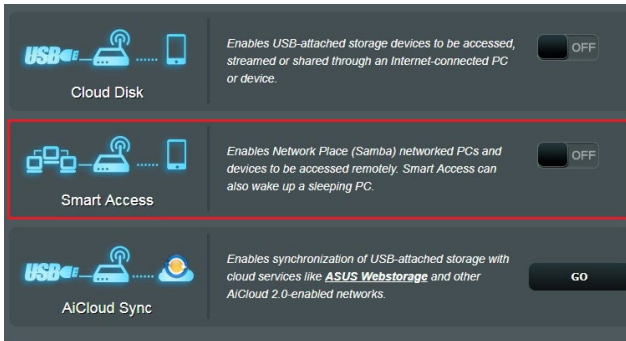 USB
Cloud Disk
Enables USB-attached storage devices to be accessed,
streamed or shared through an Internet-connected PC
or device.
OFF
Smart Access
Enables Network Place (Samba) networked PCs and
devices to be accessed remotely. Smart Access can
also wake up a sleeping PC.
OFF
USB
AiCloud Sync
Enables synchronization of USB-attached storage with
cloud services like ASUS Webstorage and other
AiCloud 2.0-enabled networks.
GO